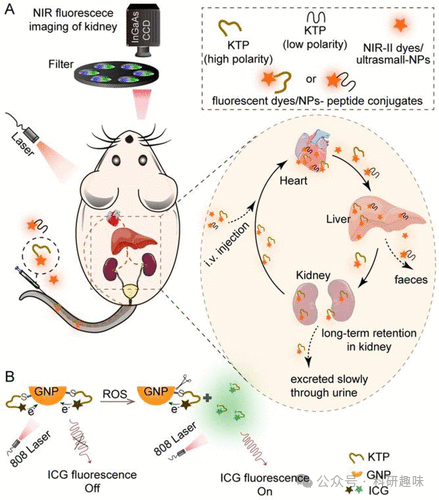 A
NIR fluorescece
imaging of kidney
InGaAs
CCD
Filter
Laser
KTP
(high polarity)
KTP
(low polarity)
NIR-II dyes/
ultrasmall-NPs
or
fluorescent dyes/NPs- peptide conjugates
Heart
i.v. injection
Liver
faeces
Kidney
long-term retention
in kidney
excreted slowly
through urine
B
S
GNP
S
e⁻
e⁻
ROS
S
GNP
S
e⁻
+
808 Laser
808 Laser
ICG fluorescence
Off
ICG fluorescence
On
KTP
GNP
ICG
公众号 · 科研趣味